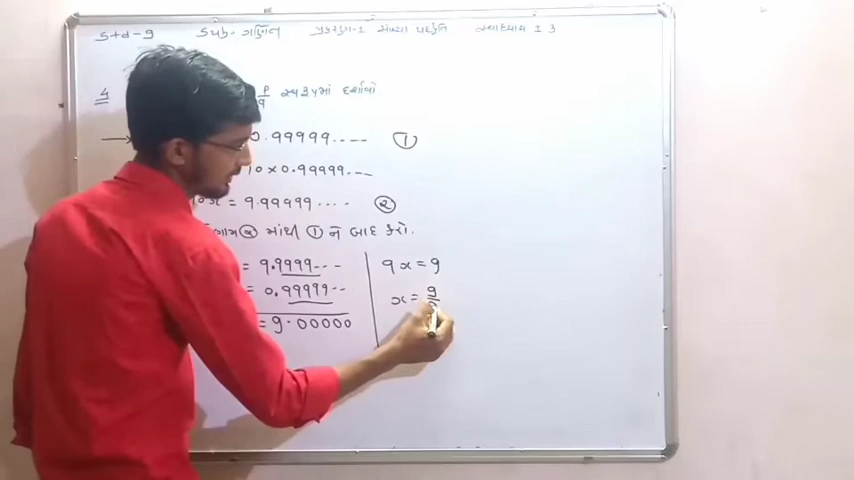 Std-9 Sub-ગણિત પ્રકરણ-1 સંખ્યા પદ્ધતિ સ્વાધ્યાય 1.3
4 p/q સ્વરૂપમાં દર્શાવો
→ 0.99999..... ①
10×0.99999....
10x = 9.99999..... ②
② માંથી ① ને બાદ કરો.
= 9.9999...
= 0.99999...
= 9.00000
9x=9
x= 9